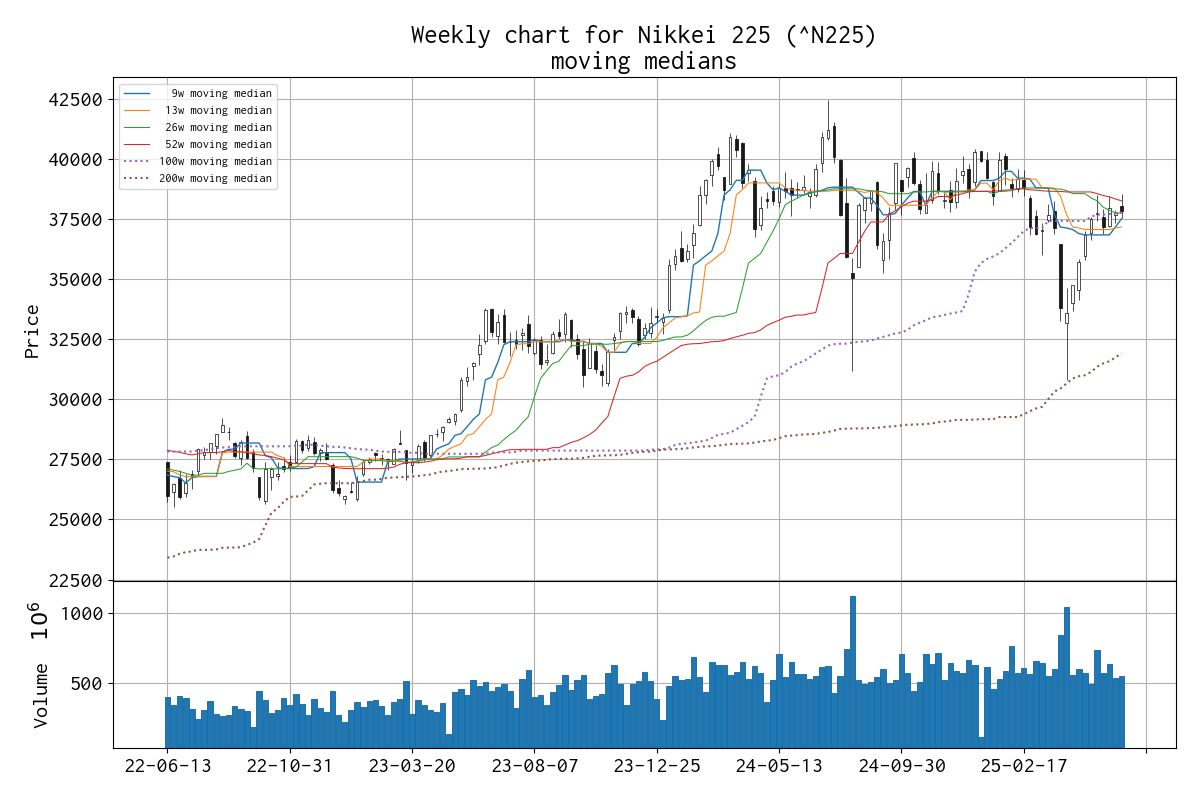 Weekly chart for Nikkei 225 (^N225)
moving medians
9w moving median
13w moving median
26w moving median
52w moving median
100w moving median
200w moving median
Price
42500
40000
37500
35000
32500
30000
27500
25000
22500
Volume 10^6
1000
500
22-06-13 22-10-31 23-03-20 23-08-07 23-12-25 24-05-13 24-09-30 25-02-17